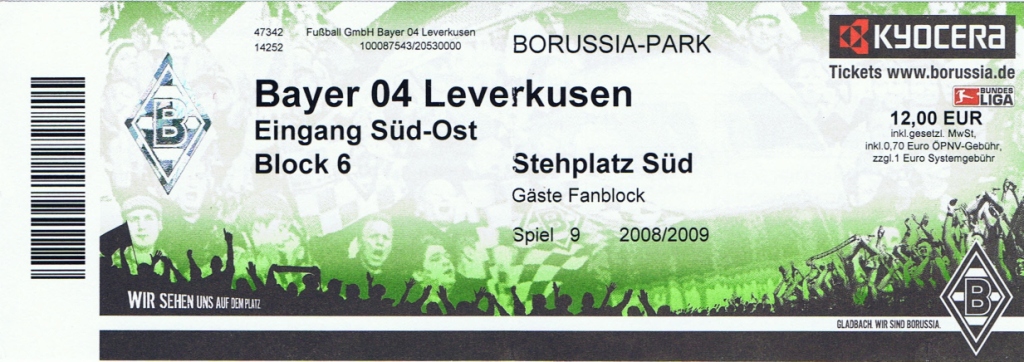 47342 Fußball GmbH Bayer 04 Leverkusen
14252 100087543/20530000
BORUSSIA-PARK
KYOCERA
Tickets www.borussia.de
BUNDES
LIGA
Bayer 04 Leverkusen
12,00 EUR
Eingang Süd-Ost
inkl.gesetzl. MwSt,
inkl.0,70 Euro ÖPNV-Gebühr,
zzgl.1 Euro Systemgebühr
Block 6 Stehplatz Süd
Gäste Fanblock
Spiel 9 2008/2009
B
WIR SEHEN UNS AUF DEM PLATZ
GLADBACH. WIR SIND BORUSSIA.
B